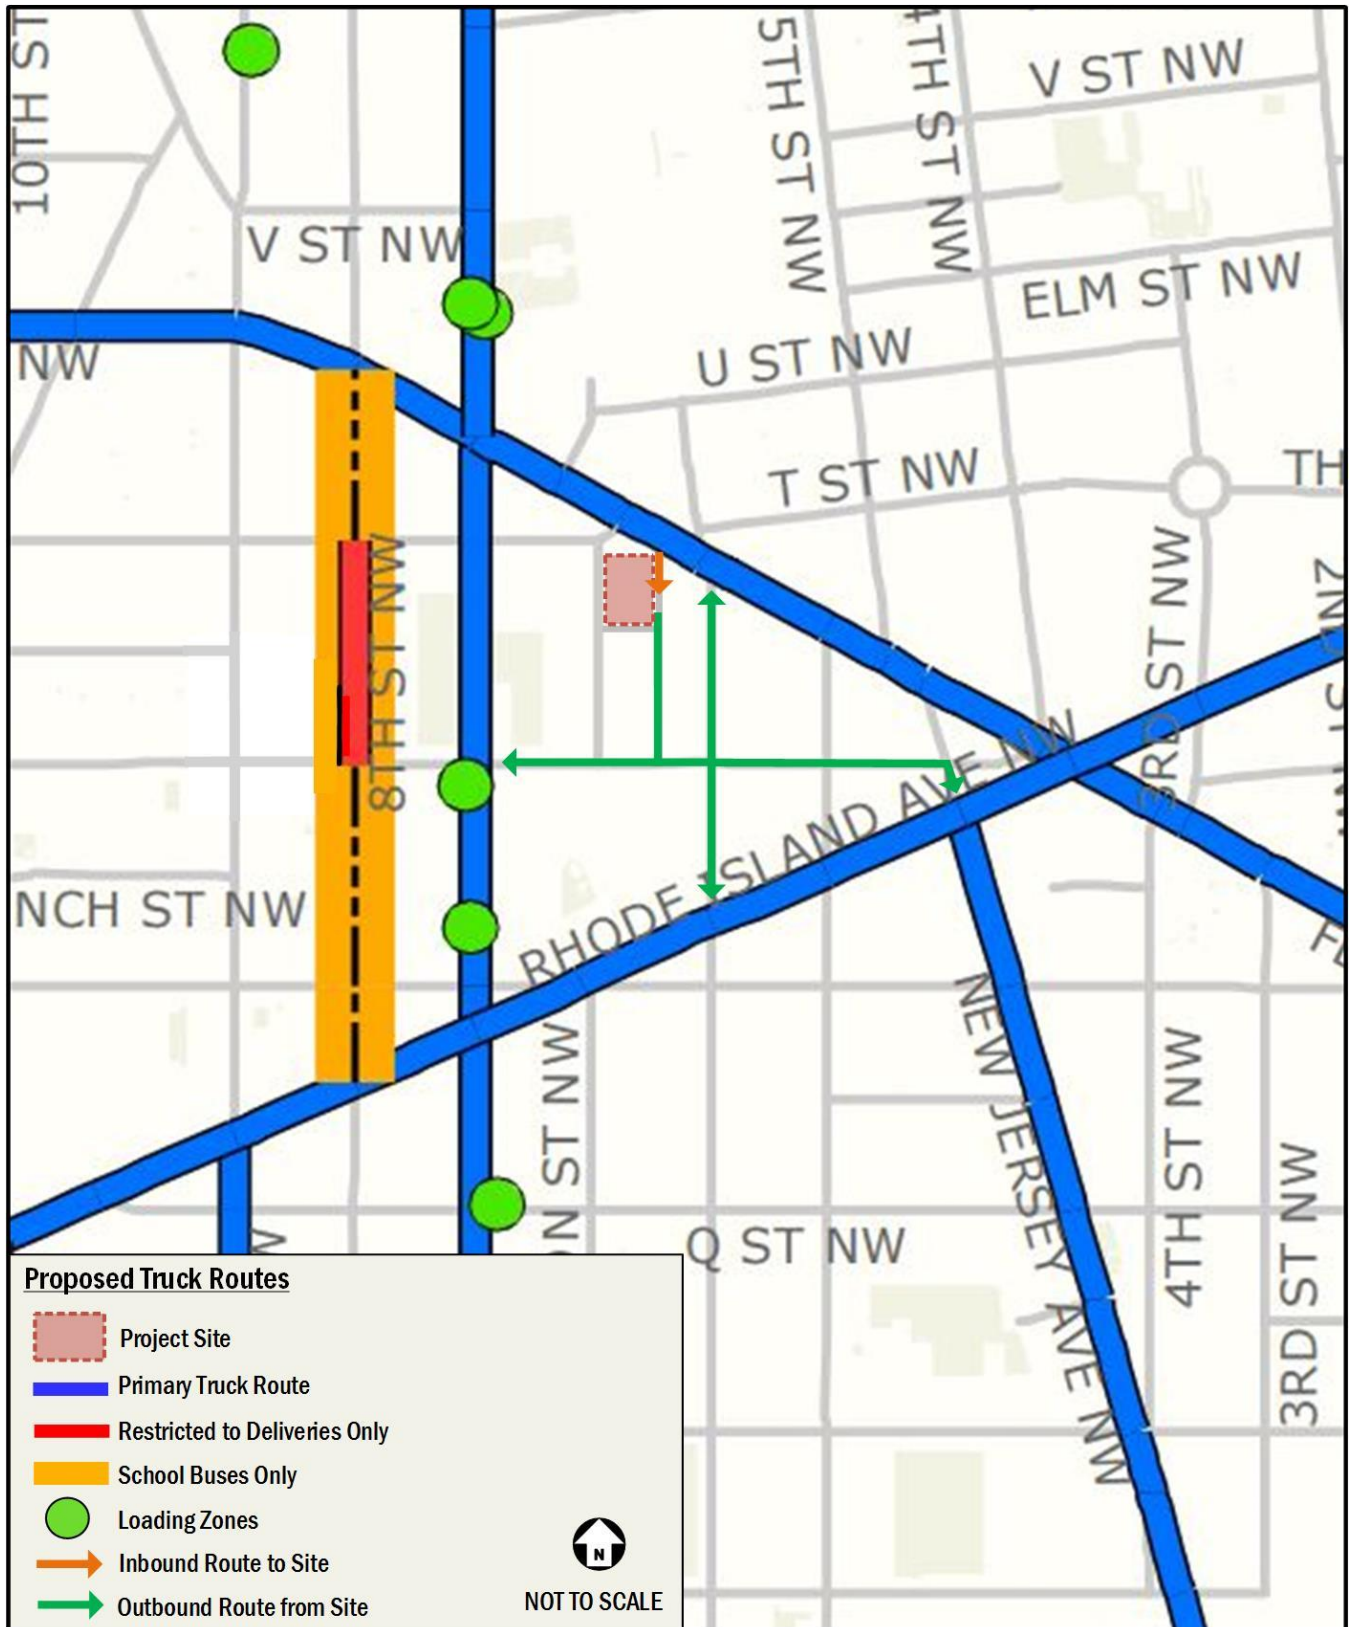 10TH ST
5TH ST NW
4TH ST NW
V ST NW
V ST NW
ELM ST NW
NW
U ST NW
T ST NW
TH
8TH ST NW
3RD ST NW
2ND ST NW
RHODE ISLAND AVE NW
NCH ST NW
FL
NEW JERSEY AVE NW
N ST NW
4TH ST NW
3RD ST NW
Q ST NW
W
Proposed Truck Routes
Project Site
Primary Truck Route
Restricted to Deliveries Only
School Buses Only
Loading Zones
Inbound Route to Site
Outbound Route from Site
N
NOT TO SCALE